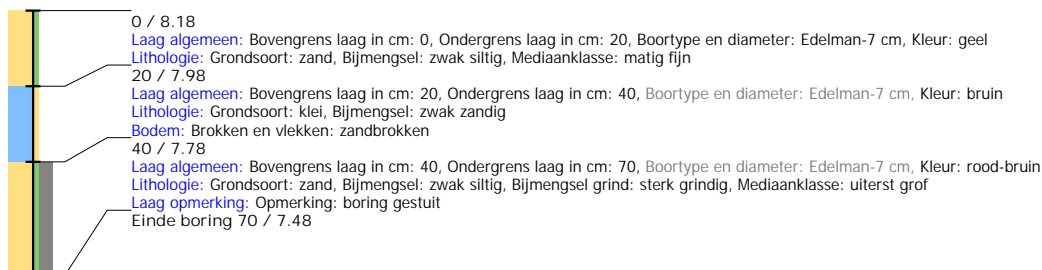 0 / 8.18
Laag algemeen: Bovengrens laag in cm: 0, Ondergrens laag in cm: 20, Boortype en diameter: Edelman-7 cm, Kleur: geel
Lithologie: Grondsoort: zand, Bijmengsel: zwak siltig, Mediaanklasse: matig fijn
20 / 7.98
Laag algemeen: Bovengrens laag in cm: 20, Ondergrens laag in cm: 40, Boortype en diameter: Edelman-7 cm, Kleur: bruin
Lithologie: Grondsoort: klei, Bijmengsel: zwak zandig
Bodem: Brokken en vlekken: zandbrokken
40 / 7.78
Laag algemeen: Bovengrens laag in cm: 40, Ondergrens laag in cm: 70, Boortype en diameter: Edelman-7 cm, Kleur: rood-bruin
Lithologie: Grondsoort: zand, Bijmengsel: zwak siltig, Bijmengsel grind: sterk grindig, Mediaanklasse: uiterst grof
Laag opmerking: Opmerking: boring gestuit
Einde boring 70 / 7.48